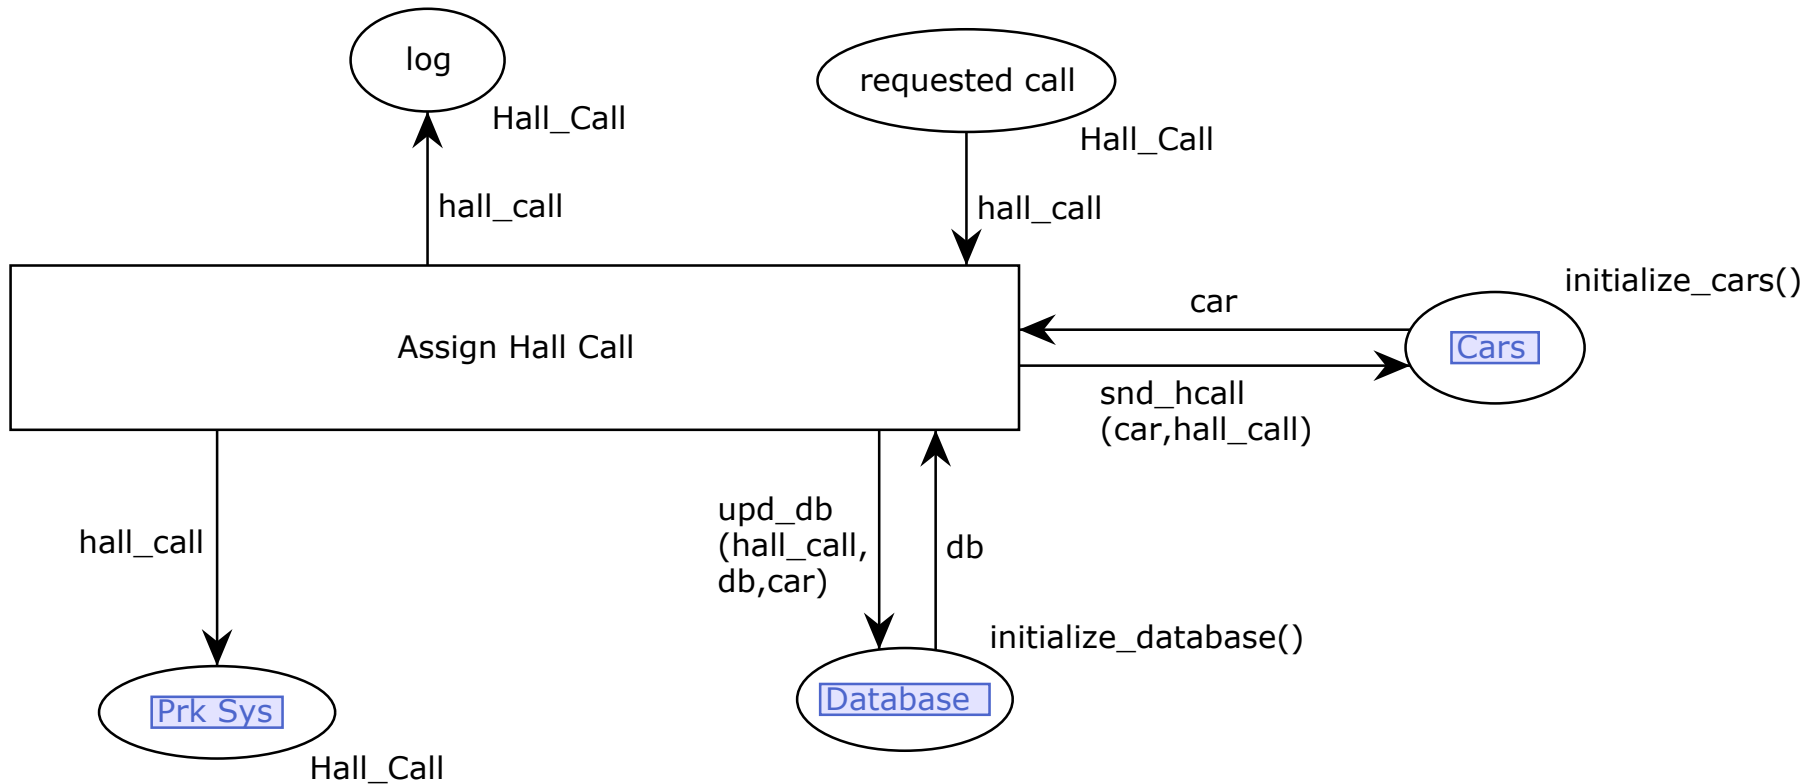 log
requested call
Hall_Call
Hall_Call
hall_call
hall_call
initialize_cars()
car
Assign Hall Call
Cars
snd_hcall
(car,hall_call)
upd_db
(hall_call,
db,car)
hall_call
db
initialize_database()
Prk Sys
Database
Hall_Call